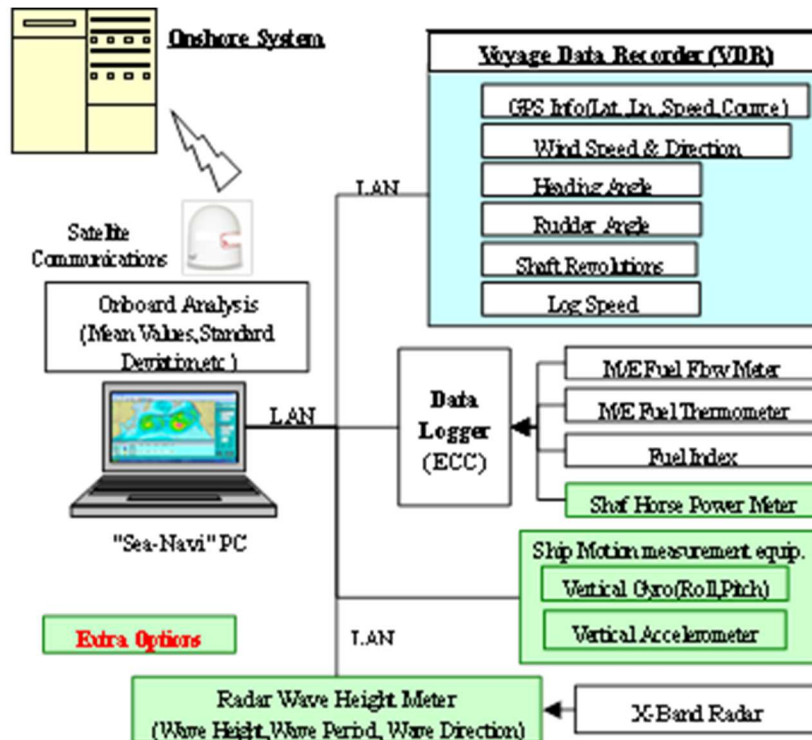 Onshore System
Voyage Data Recorder (VDR)
GPS Info(Lat.,Ln.,Speed,Cource)
Wind Speed & Direction
Heading Angle
Rudder Angle
Shaft Revolutions
Log Speed
LAN
Satellite
Communications
Onboard Analysis
(Mean Values,Standard
Deviation,etc.)
LAN
"Sea-Navi" PC
Data
Logger
(ECC)
M/E Fuel Flow Meter
M/E Fuel Thermometer
Fuel Index
Shaf Horse Power Meter
Ship Motion measurement equip.
Vertical Gyro(Roll,Pitch)
Vertical Accelerometer
Extra Options
LAN
Radar Wave Height Meter
(Wave Height,Wave Period, Wave Direction)
X-Band Radar